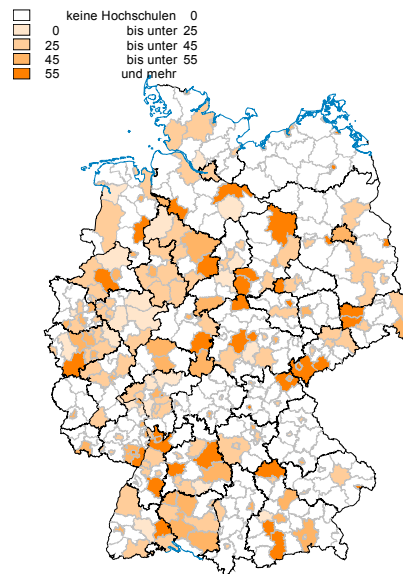 keine Hochschulen 0
0 bis unter 25
25 bis unter 45
45 bis unter 55
55 und mehr